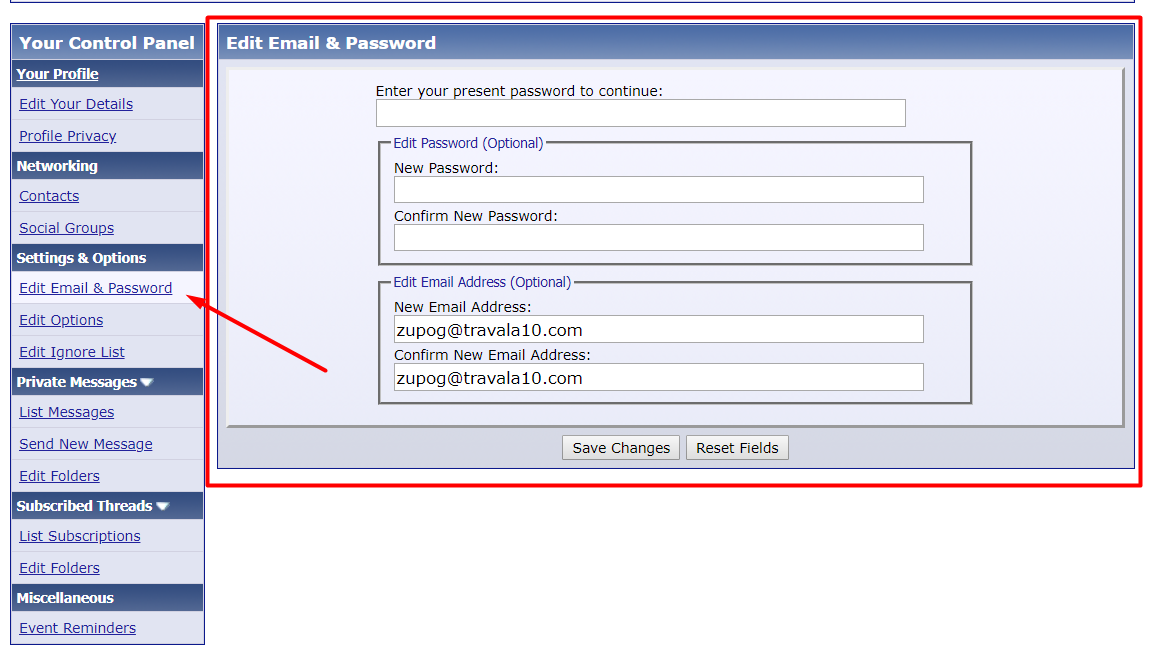 Your Control Panel
Your Profile
Edit Your Details
Profile Privacy
Networking
Contacts
Social Groups
Settings & Options
Edit Email & Password
Edit Options
Edit Ignore List
Private Messages
List Messages
Send New Message
Edit Folders
Subscribed Threads
List Subscriptions
Edit Folders
Miscellaneous
Event Reminders
Edit Email & Password
Enter your present password to continue:
Edit Password (Optional)
New Password:
Confirm New Password:
Edit Email Address (Optional)
New Email Address:
zupog@travala10.com
Confirm New Email Address:
zupog@travala10.com
Save Changes Reset Fields